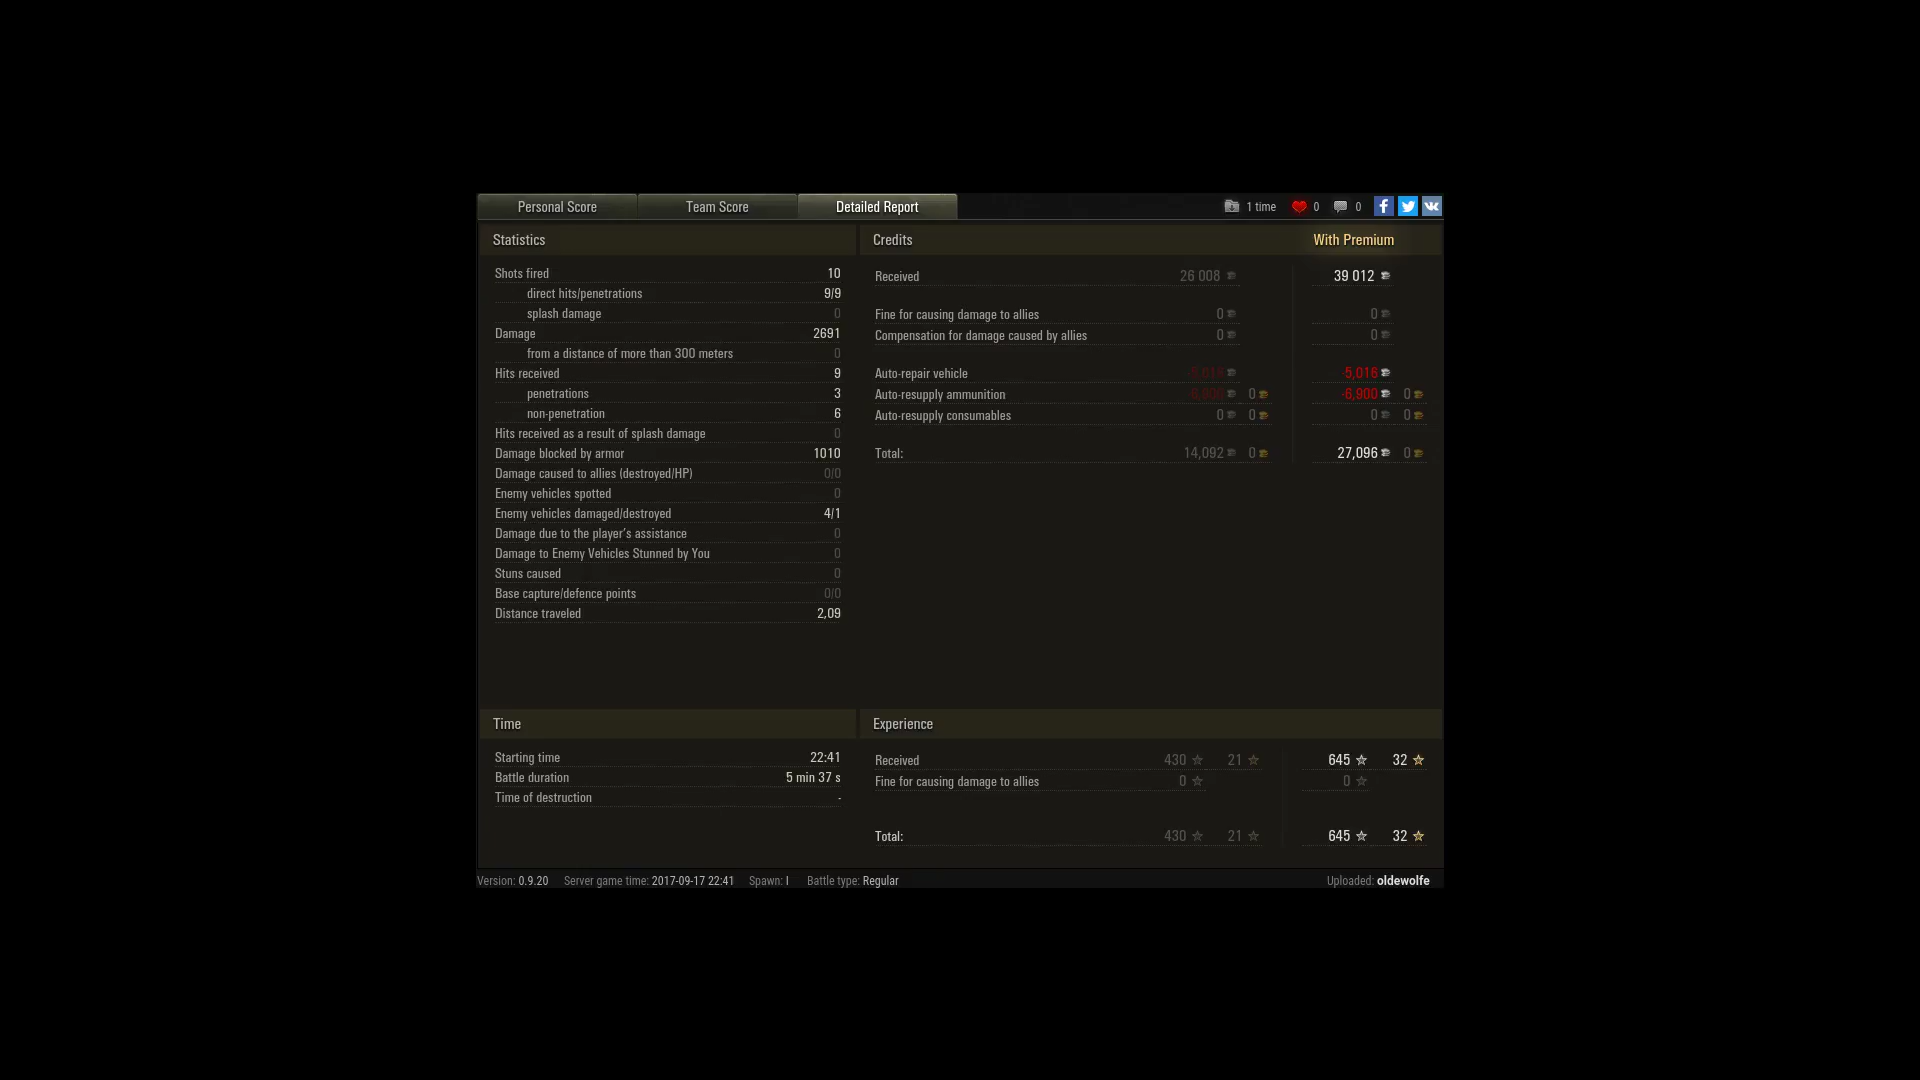 Personal Score Team Score Detailed Report 1 time 0 0
Statistics
Shots fired 10
direct hits/penetrations 9/9
splash damage 0
Damage 2691
from a distance of more than 300 meters 0
Hits received 9
penetrations 3
non-penetration 6
Hits received as a result of splash damage 0
Damage blocked by armor 1010
Damage caused to allies (destroyed/HP) 0/0
Enemy vehicles spotted 0
Enemy vehicles damaged/destroyed 4/1
Damage due to the player's assistance 0
Damage to Enemy Vehicles Stunned by You 0
Stuns caused 0
Base capture/defence points 0/0
Distance traveled 2,09
Credits With Premium
Received 26 008 39 012
Fine for causing damage to allies 0 0
Compensation for damage caused by allies 0 0
Auto-repair vehicle -5,016 -5,016
Auto-resupply ammunition -6,900 0 -6,900 0
Auto-resupply consumables 0 0 0 0
Total: 14,092 0 27,096 0
Time
Starting time 22:41
Battle duration 5 min 37 s
Time of destruction -
Experience
Received 430 21 645 32
Fine for causing damage to allies 0 0
Total: 430 21 645 32
Version: 0.9.20 Server game time: 2017-09-17 22:41 Spawn: I Battle type: Regular Uploaded: oldewolfe